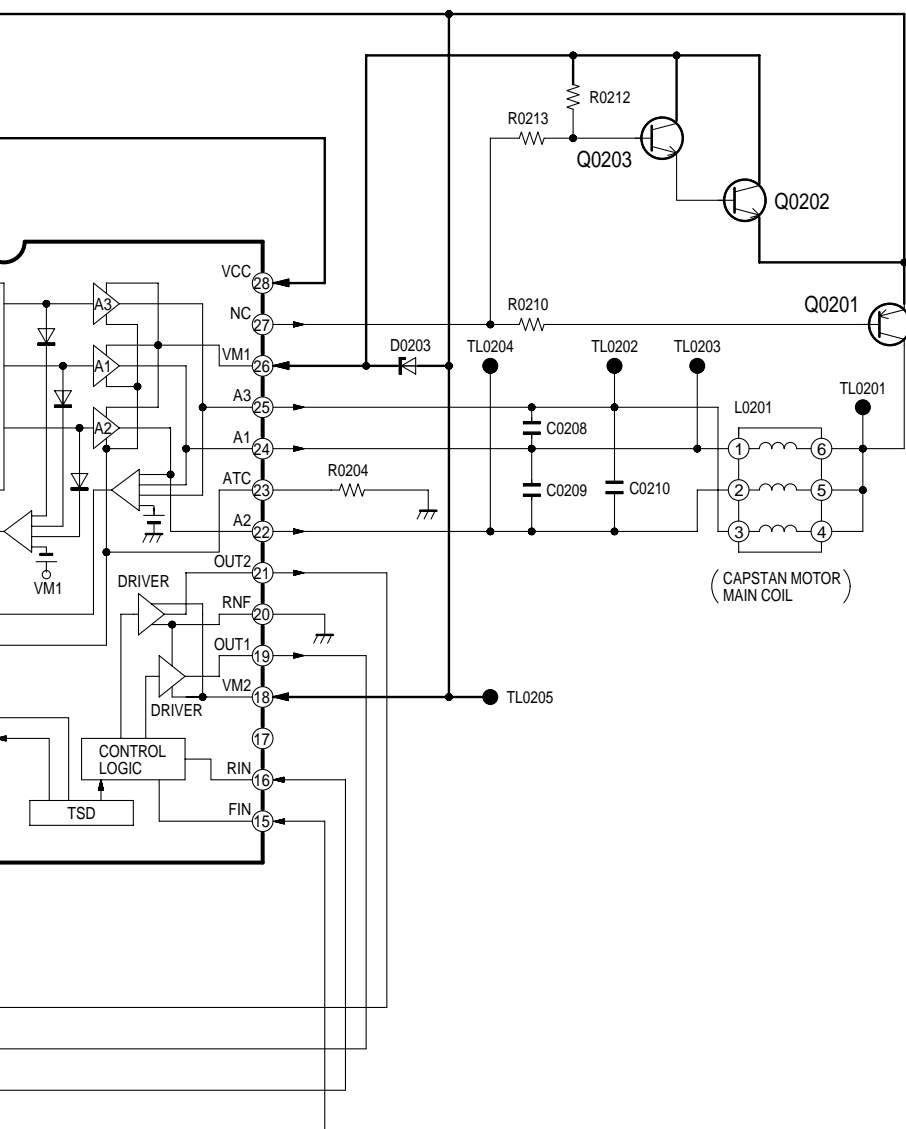 R0212
R0213
Q0203
Q0202
VCC
28
A3
NC
27
R0210
Q0201
VM1
26
D0203
TL0204
TL0202
TL0203
A1
TL0201
A3
25
L0201
A2
C0208
A1
24
1
6
ATC
23
R0204
C0209
C0210
2
5
A2
22
3
4
OUT2
21
VM1
DRIVER
(CAPSTAN MOTOR
MAIN COIL)
RNF
20
OUT1
19
VM2
18
TL0205
DRIVER
17
CONTROL
LOGIC
RIN
16
TSD
FIN
15